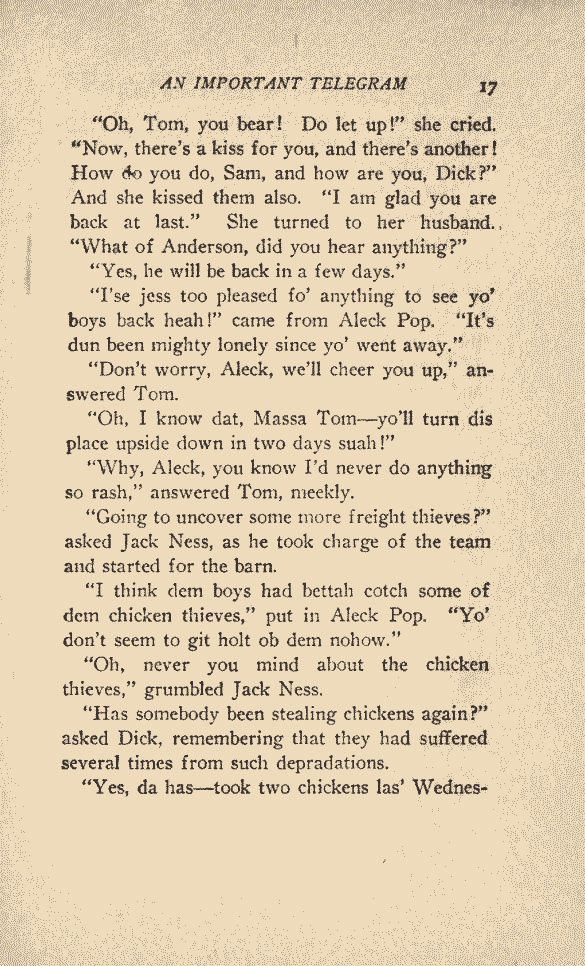 AN IMPORTANT TELEGRAM 17
“Oh, Tom, you bear! Do let up!” she cried.
“Now, there’s a kiss for you, and there’s another!
How do you do, Sam, and how are you, Dick?”
And she kissed them also. “I am glad you are
back at last.” She turned to her husband.
“What of Anderson, did you hear anything?”
“Yes, he will be back in a few days.”
“I’se jess too pleased fo’ anything to see yo’
boys back heah!” came from Aleck Pop. “It’s
dun been mighty lonely since yo’ went away.”
“Don’t worry, Aleck, we’ll cheer you up,” an-
swered Tom.
“Oh, I know dat, Massa Tom—yo’ll turn dis
place upside down in two days suah!”
“Why, Aleck, you know I’d never do anything
so rash,” answered Tom, meekly.
“Going to uncover some more freight thieves?”
asked Jack Ness, as he took charge of the team
and started for the barn.
“I think dem boys had bettah cotch some of
dem chicken thieves,” put in Aleck Pop. “Yo’
don’t seem to git holt ob dem nohow.”
“Oh, never you mind about the chicken
thieves,” grumbled Jack Ness.
“Has somebody been stealing chickens again?”
asked Dick, remembering that they had suffered
several times from such depradations.
“Yes, da has—took two chickens las’ Wednes-